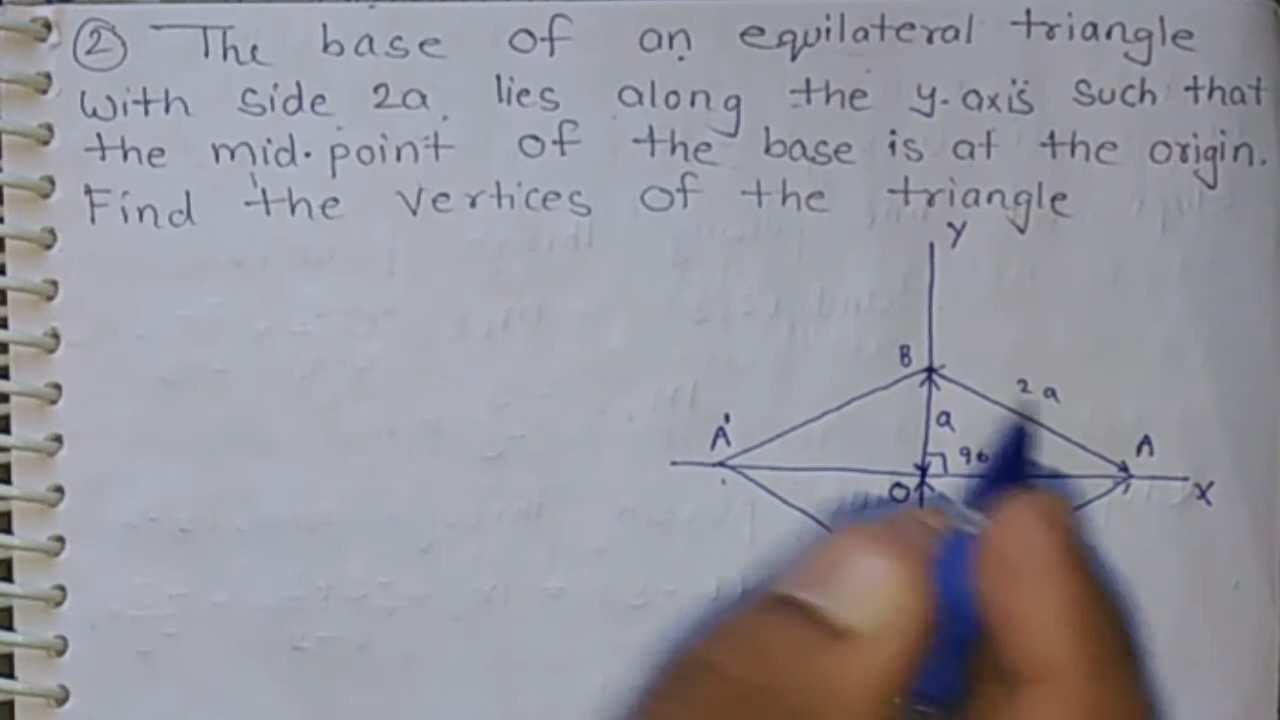 ② The base of an equilateral triangle
with side 2a lies along the y-axis such that
the mid-point of the base is at the origin.
Find the vertices of the triangle
Y
B
2a
a
A'
A
90
O
X